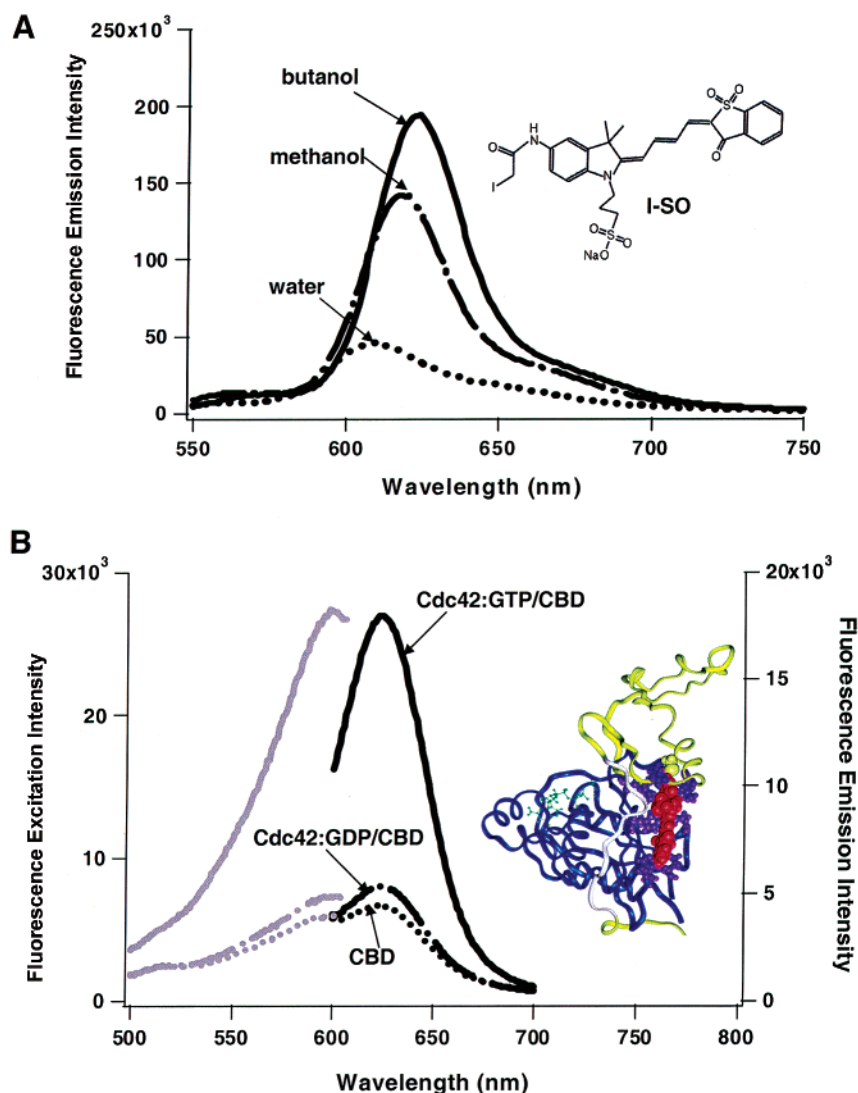 A
Fluorescence Emission Intensity
250x10³
200
150
100
50
0
butanol
methanol
water
O
H
N
I
N
O
O
S
O
I-SO
O
S
O
NaO
550
600
650
700
750
Wavelength (nm)
B
Fluorescence Excitation Intensity
30x10³
20
10
0
Cdc42:GTP/CBD
Cdc42:GDP/CBD
CBD
20x10³
15
10
5
0
Fluorescence Emission Intensity
500
550
600
650
700
750
800
Wavelength (nm)